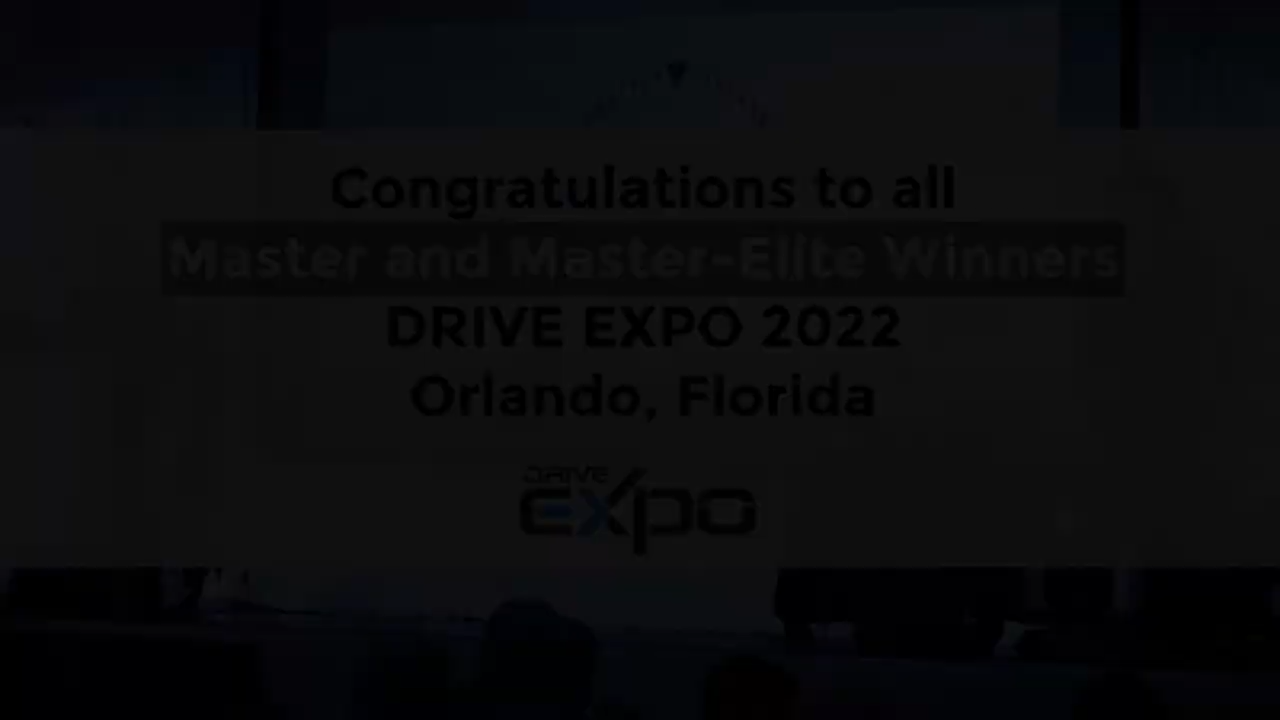 Congratulations to all
Master and Master-Elite Winners
DRIVE EXPO 2022
Orlando, Florida
DRIVE
expo